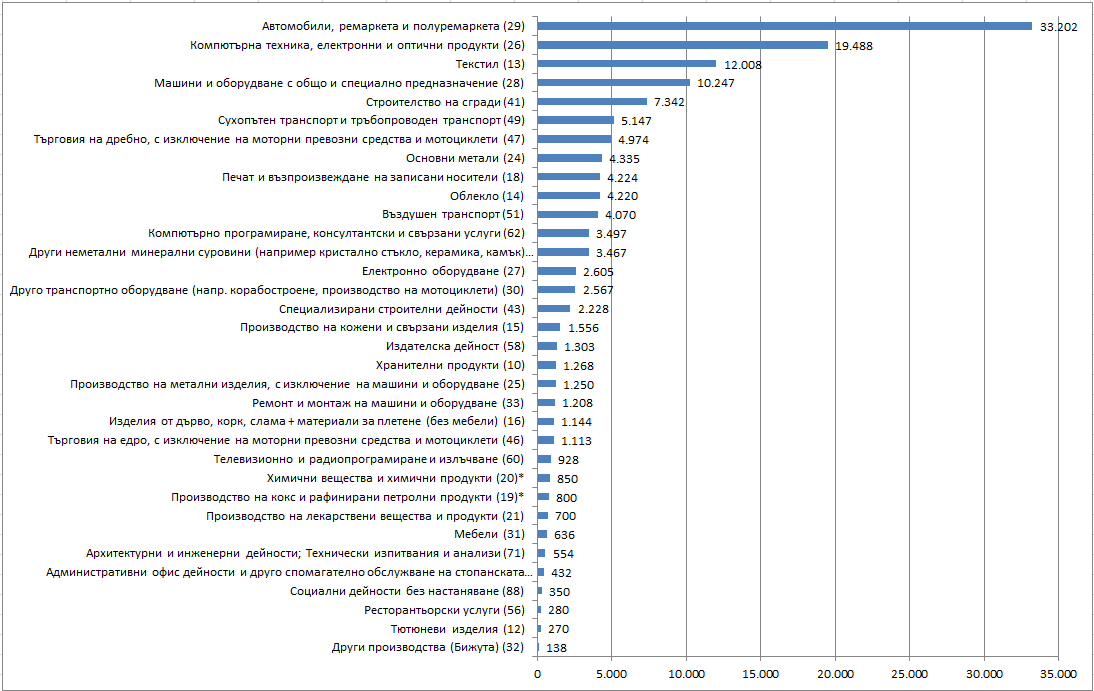 Автомобили, ремаркета и полуремаркета (29) 33.202
Компютърна техника, електронни и оптични продукти (26) 19.488
Текстил (13) 12.008
Машини и оборудване с общо и специално предназначение (28) 10.247
Строителство на сгради (41) 7.342
Сухопътен транспорт и тръбопроводен транспорт (49) 5.147
Търговия на дребно, с изключение на моторни превозни средства и мотоциклети (47) 4.974
Основни метали (24) 4.335
Печат и възпроизвеждане на записани носители (18) 4.224
Облекло (14) 4.220
Въздушен транспорт (51) 4.070
Компютърно програмиране, консултантски и свързани услуги (62) 3.497
Други неметални минерални суровини (например кристално стъкло, керамика, камък)... 3.467
Електронно оборудване (27) 2.605
Друго транспортно оборудване (напр. корабостроене, производство на мотоциклети) (30) 2.567
Специализирани строителни дейности (43) 2.228
Производство на кожени и свързани изделия (15) 1.556
Издателска дейност (58) 1.303
Хранителни продукти (10) 1.268
Производство на метални изделия, с изключение на машини и оборудване (25) 1.250
Ремонт и монтаж на машини и оборудване (33) 1.208
Изделия от дърво, корк, слама + материали за плетене (без мебели) (16) 1.144
Търговия на едро, с изключение на моторни превозни средства и мотоциклети (46) 1.113
Телевизионно и радиопрограмиране и излъчване (60) 928
Химични вещества и химични продукти (20)* 850
Производство на кокс и рафинирани петролни продукти (19)* 800
Производство на лекарствени вещества и продукти (21) 700
Мебели (31) 636
Архитектурни и инженерни дейности; Технически изпитвания и анализи (71) 554
Административни офис дейности и друго спомагателно обслужване на стопанската... 432
Социални дейности без настаняване (88) 350
Ресторантьорски услуги (56) 280
Тютюневи изделия (12) 270
Други производства (Бижута) (32) 138
0 5.000 10.000 15.000 20.000 25.000 30.000 35.000